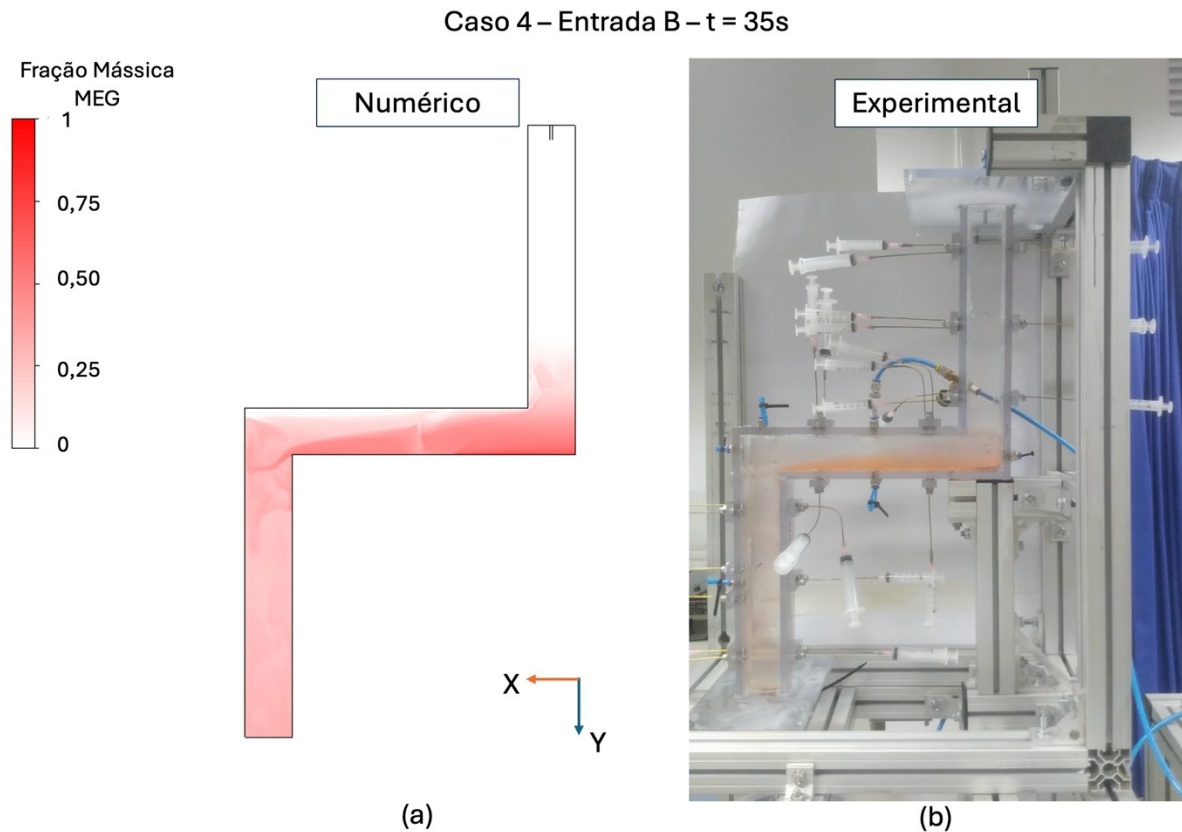 Caso 4 – Entrada B – t = 35s
Fração Mássica
MEG
1
0,75
0,50
0,25
0
Numérico
Experimental
X
Y
(a)
(b)